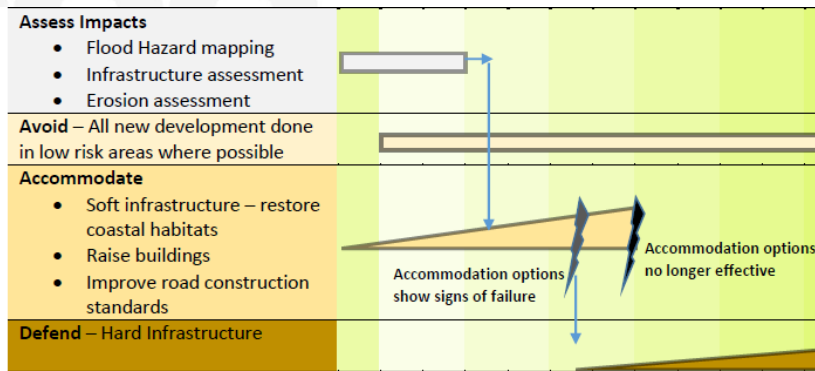 Assess Impacts
• Flood Hazard mapping
• Infrastructure assessment
• Erosion assessment
Avoid – All new development done
in low risk areas where possible
Accommodate
• Soft infrastructure – restore
coastal habitats
• Raise buildings
• Improve road construction
standards
Accommodation options
show signs of failure
Accommodation options
no longer effective
Defend – Hard Infrastructure